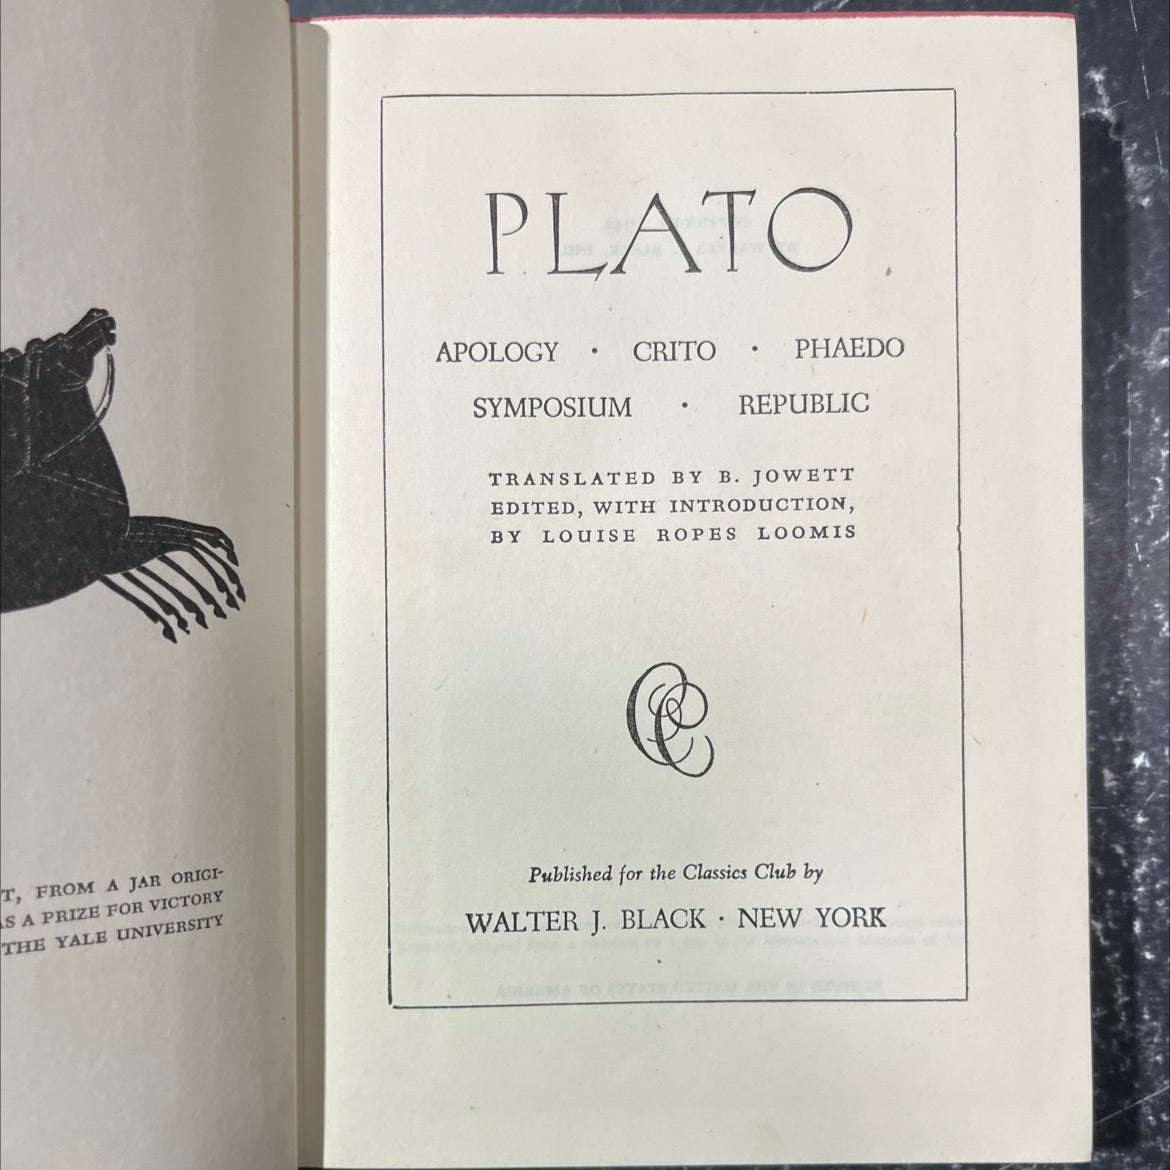 T, FROM A JAR ORIGI-
AS A PRIZE FOR VICTORY
THE YALE UNIVERSITY
PLATO
APOLOGY · CRITO · PHAEDO
SYMPOSIUM · REPUBLIC
TRANSLATED BY B. JOWETT
EDITED, WITH INTRODUCTION,
BY LOUISE ROPES LOOMIS
CC
Published for the Classics Club by
WALTER J. BLACK · NEW YORK